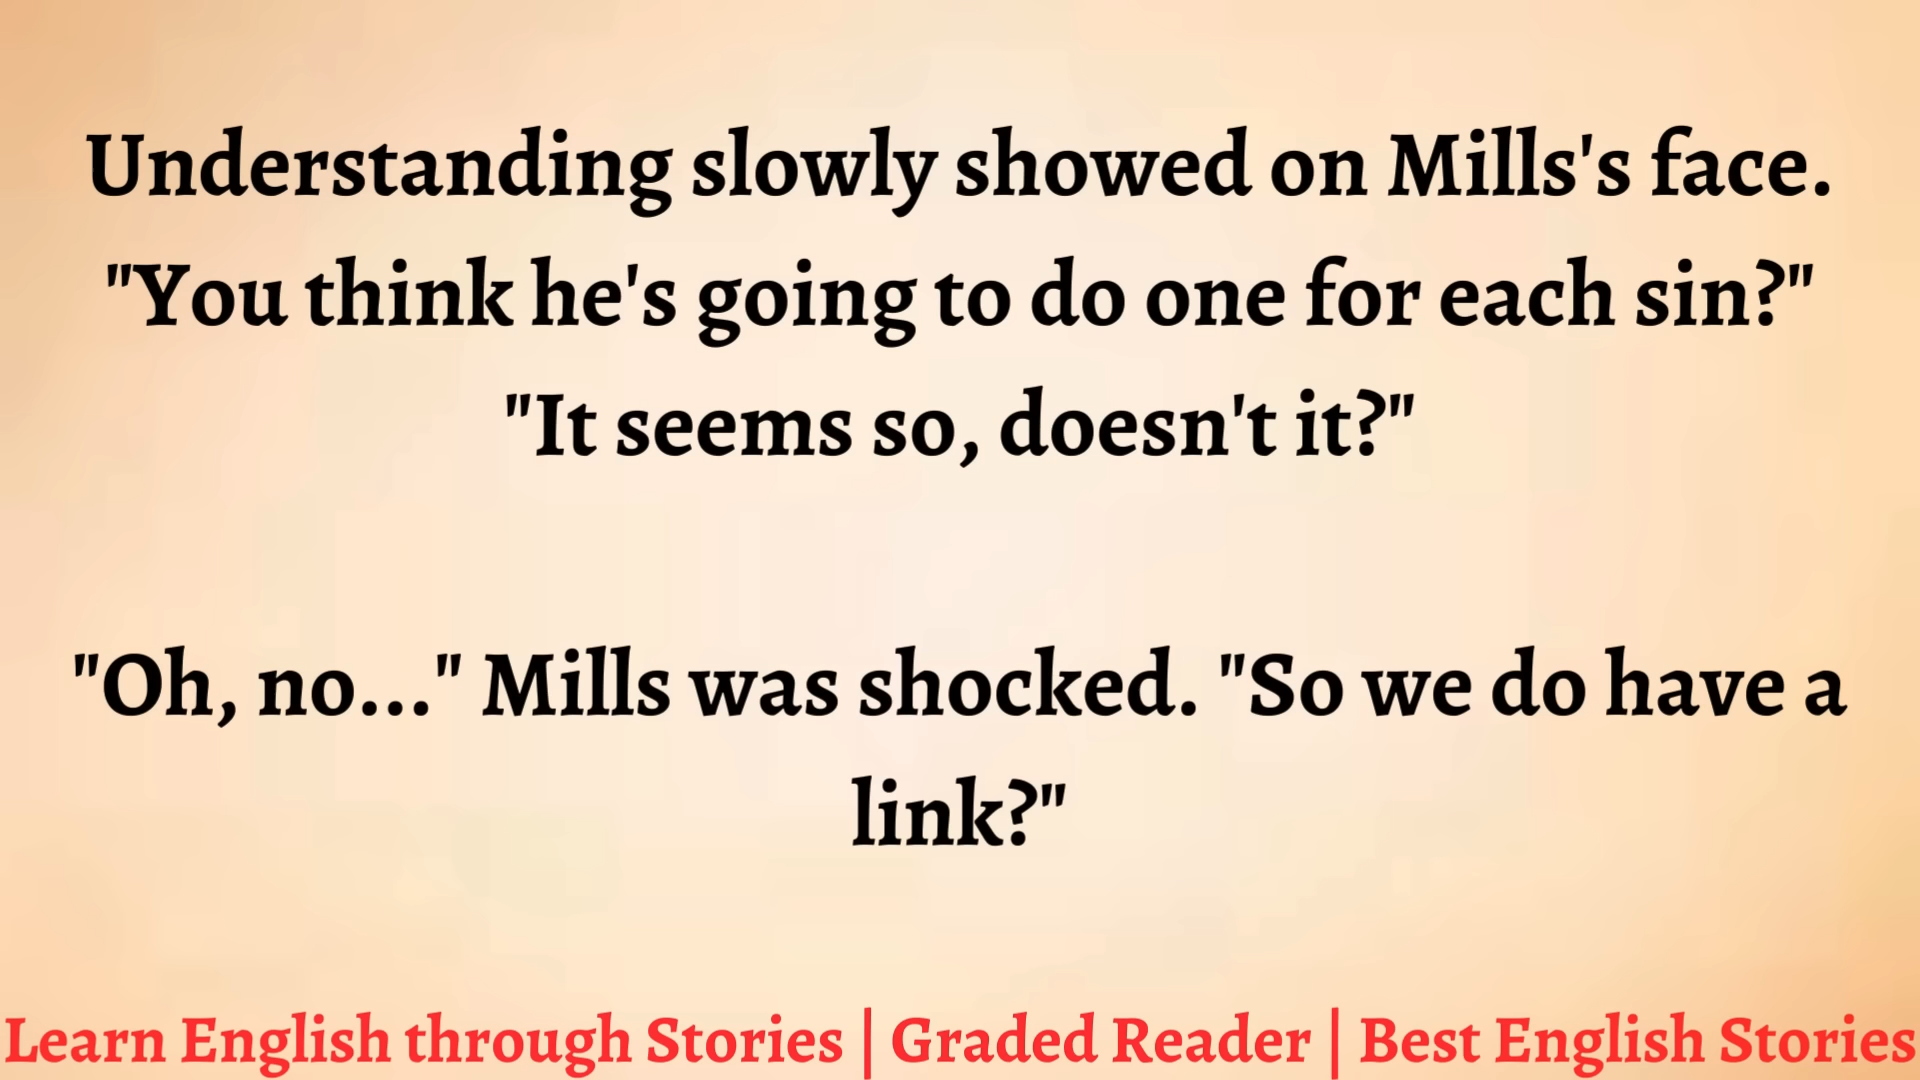 Understanding slowly showed on Mills's face.
"You think he's going to do one for each sin?"
"It seems so, doesn't it?"
"Oh, no..." Mills was shocked. "So we do have a
link?"
Learn English through Stories | Graded Reader | Best English Stories